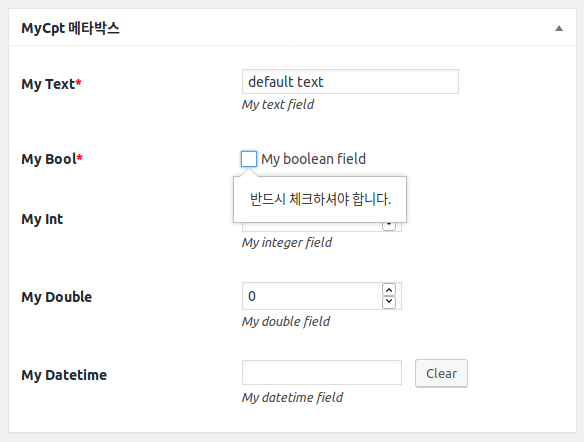 MyCpt 메타박스
My Text*
default text
My text field
My Bool*
My boolean field
반드시 체크하셔야 합니다.
My Int
My integer field
My Double
0
My double field
My Datetime
Clear
My datetime field